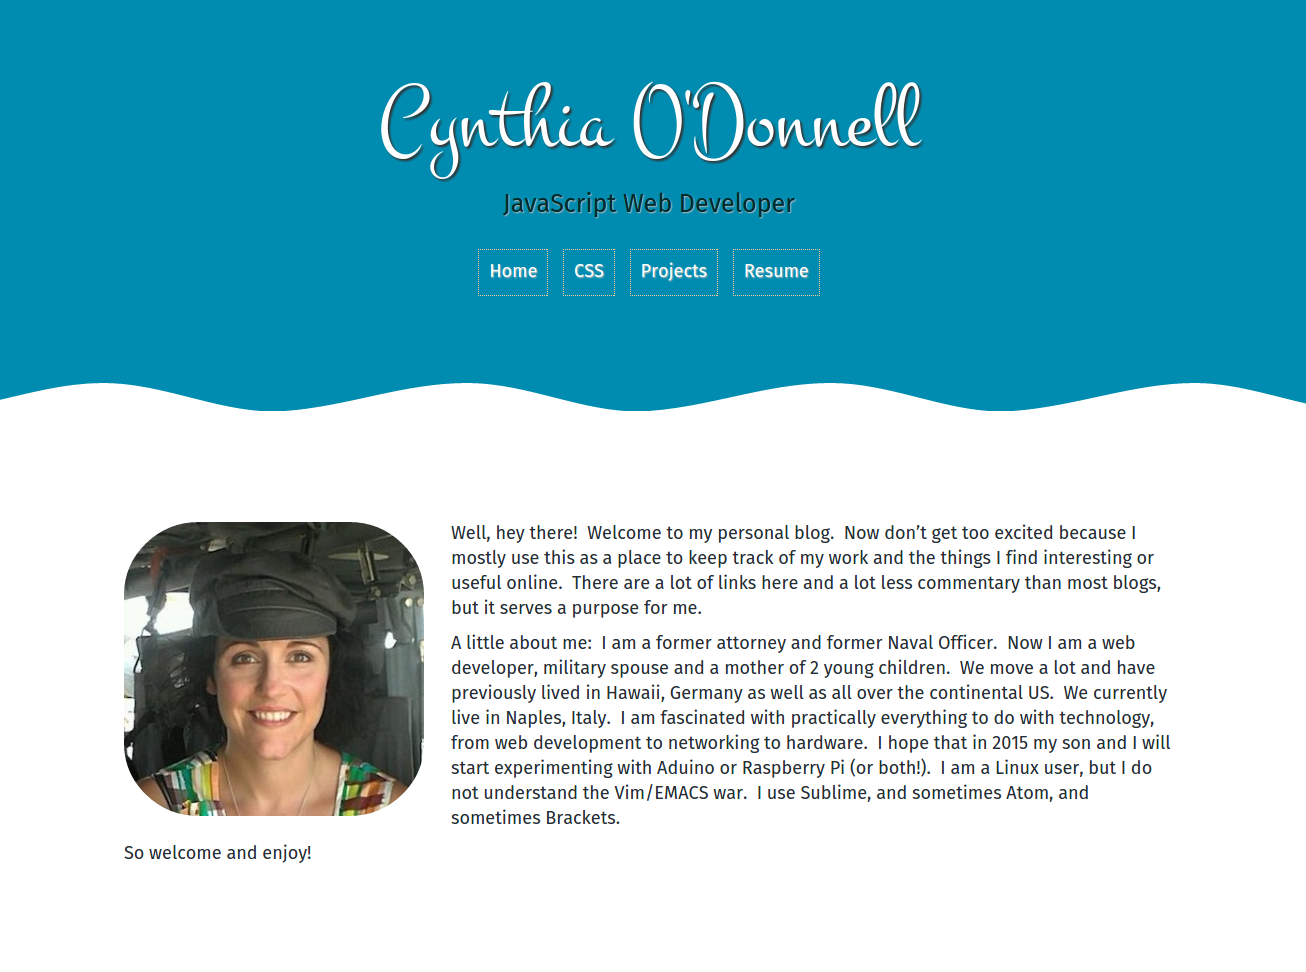 Cynthia O'Donnell
JavaScript Web Developer
Home CSS Projects Resume
Well, hey there!  Welcome to my personal blog.  Now don’t get too excited because I
mostly use this as a place to keep track of my work and the things I find interesting or
useful online.  There are a lot of links here and a lot less commentary than most blogs,
but it serves a purpose for me.
A little about me:  I am a former attorney and former Naval Officer.  Now I am a web
developer, military spouse and a mother of 2 young children.  We move a lot and have
previously lived in Hawaii, Germany as well as all over the continental US.  We currently
live in Naples, Italy.  I am fascinated with practically everything to do with technology,
from web development to networking to hardware.  I hope that in 2015 my son and I will
start experimenting with Aduino or Raspberry Pi (or both!).  I am a Linux user, but I do
not understand the Vim/EMACS war.  I use Sublime, and sometimes Atom, and
sometimes Brackets.
So welcome and enjoy!